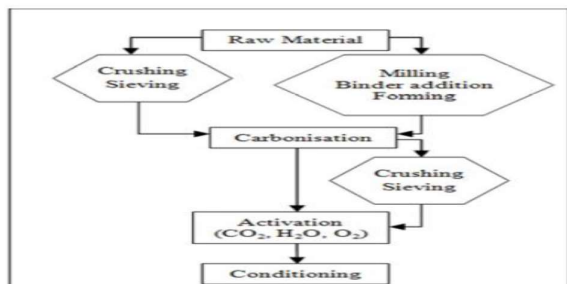 Raw Material
Crushing
Sieving
Milling
Binder addition
Forming
Carbonisation
Crushing
Sieving
Activation
(CO₂, H₂O, O₂)
Conditioning